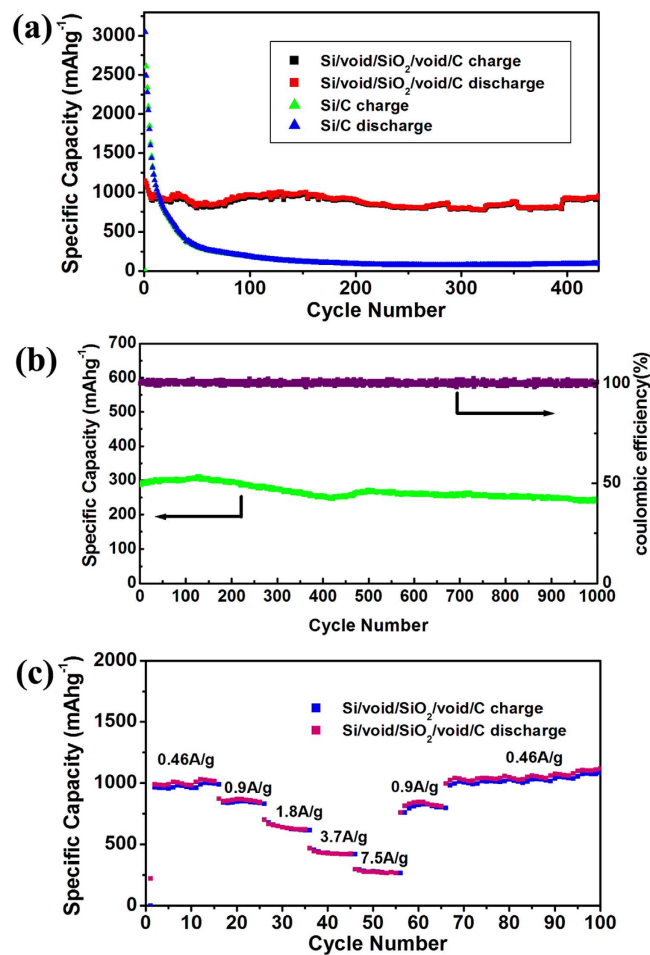 (a)
Specific Capacity (mAhg⁻¹)
3000
2500
2000
1500
1000
500
0
Si/void/SiO₂/void/C charge
Si/void/SiO₂/void/C discharge
Si/C charge
Si/C discharge
0 100 200 300 400
Cycle Number
(b)
Specific Capacity (mAhg⁻¹)
700
600
500
400
300
200
100
0
100
50
0
coulombic efficiency(%)
0 100 200 300 400 500 600 700 800 900 1000
Cycle Number
(c)
Specific Capacity (mAhg⁻¹)
2000
1500
1000
500
0
Si/void/SiO₂/void/C charge
Si/void/SiO₂/void/C discharge
0.46A/g
0.9A/g
1.8A/g
3.7A/g
7.5A/g
0.9A/g
0.46A/g
0 10 20 30 40 50 60 70 80 90 100
Cycle Number